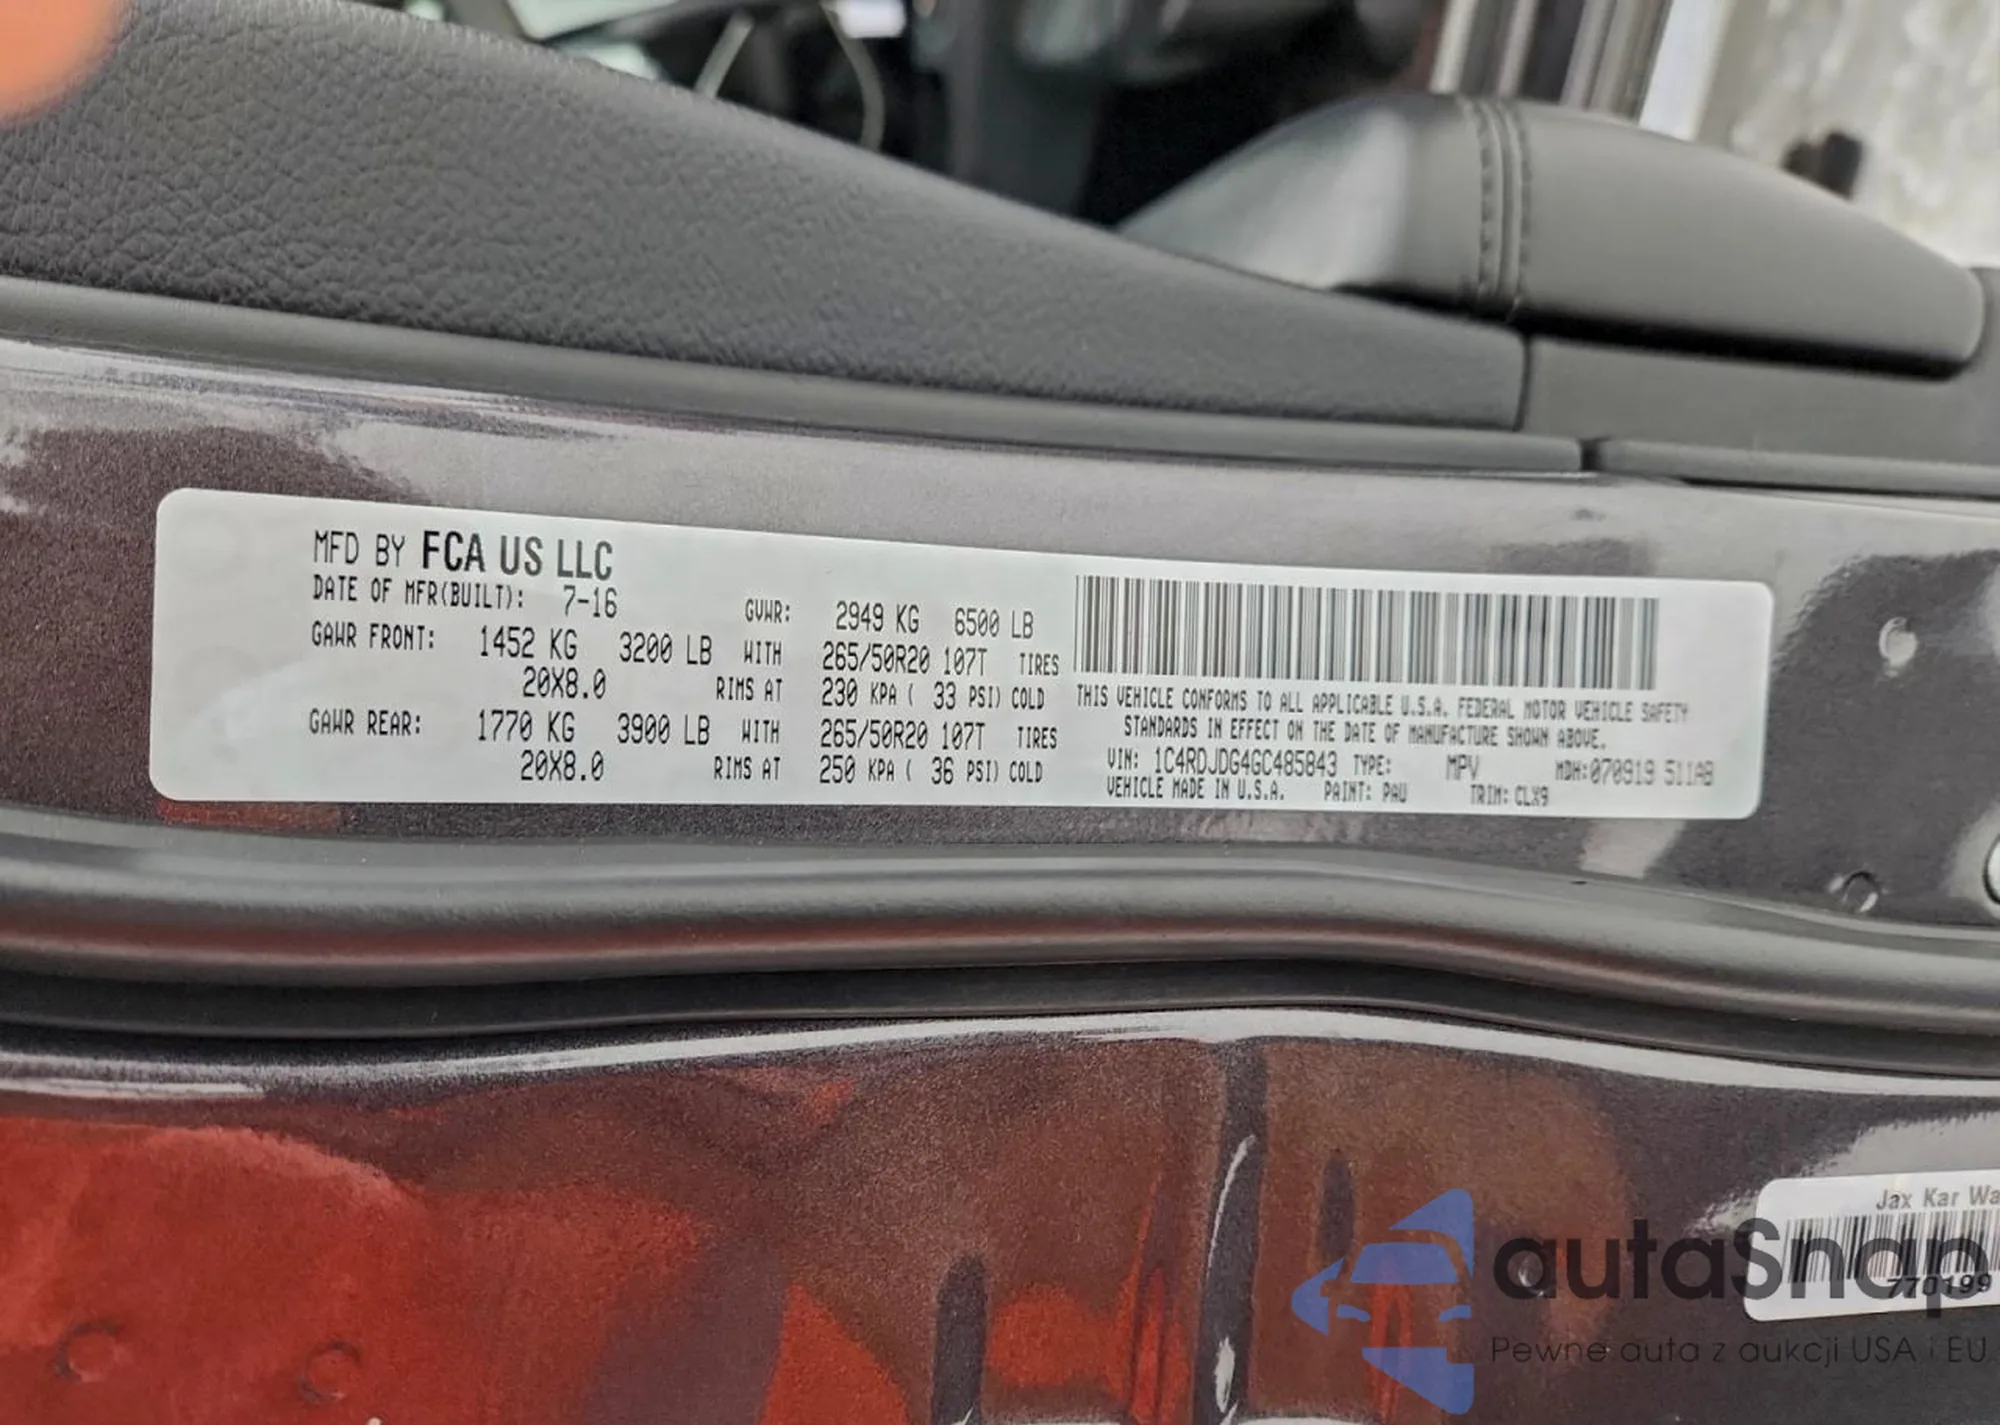 MFD BY FCA US LLC
DATE OF MFR(BUILT): 7-16 GVWR: 2949 KG 6500 LB
GAWR FRONT: 1452 KG 3200 LB WITH 265/50R20 107T TIRES
20X8.0 RIMS AT 230 KPA ( 33 PSI) COLD
GAWR REAR: 1770 KG 3900 LB WITH 265/50R20 107T TIRES
20X8.0 RIMS AT 250 KPA ( 36 PSI) COLD
THIS VEHICLE CONFORMS TO ALL APPLICABLE U.S.A. FEDERAL MOTOR VEHICLE SAFETY
STANDARDS IN EFFECT ON THE DATE OF MANUFACTURE SHOWN ABOVE.
VIN: 1C4RDJDG4GC485843 TYPE: MPV MDH:070919 511AB
VEHICLE MADE IN U.S.A. PAINT: PAU TRIM: CLX9
Jax Kar Wa
770199
autaSnap
Pewne auta z aukcji USA i EU